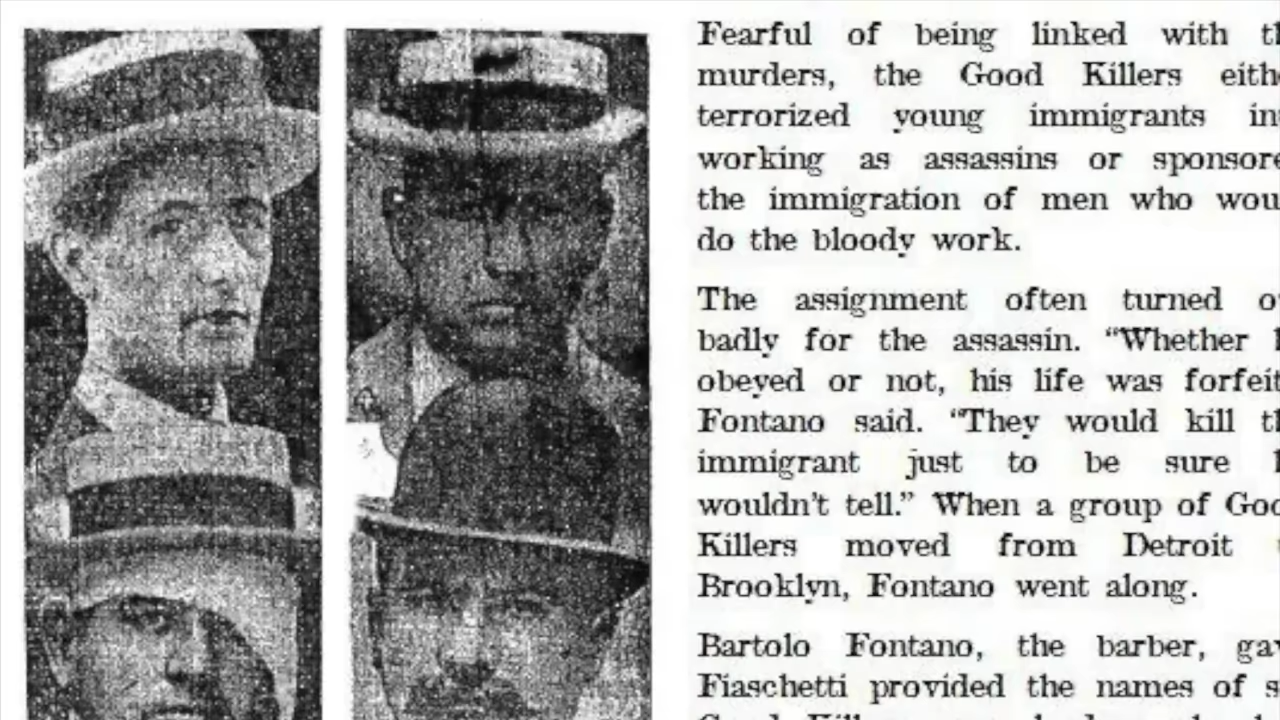 Fearful of being linked with
murders, the Good Killers
terrorized young immigrants
working as assassins or
the immigration of men who
do the bloody work.
The assignment often turned
badly for the assassin. “Whether
obeyed or not, his life was
Fontano said. “They would kill
immigrant just to be sure
wouldn't tell.” When a group of
Killers moved from Detroit
Brooklyn, Fontano went along.
Bartolo Fontano, the barber,
Fiaschetti provided the names of